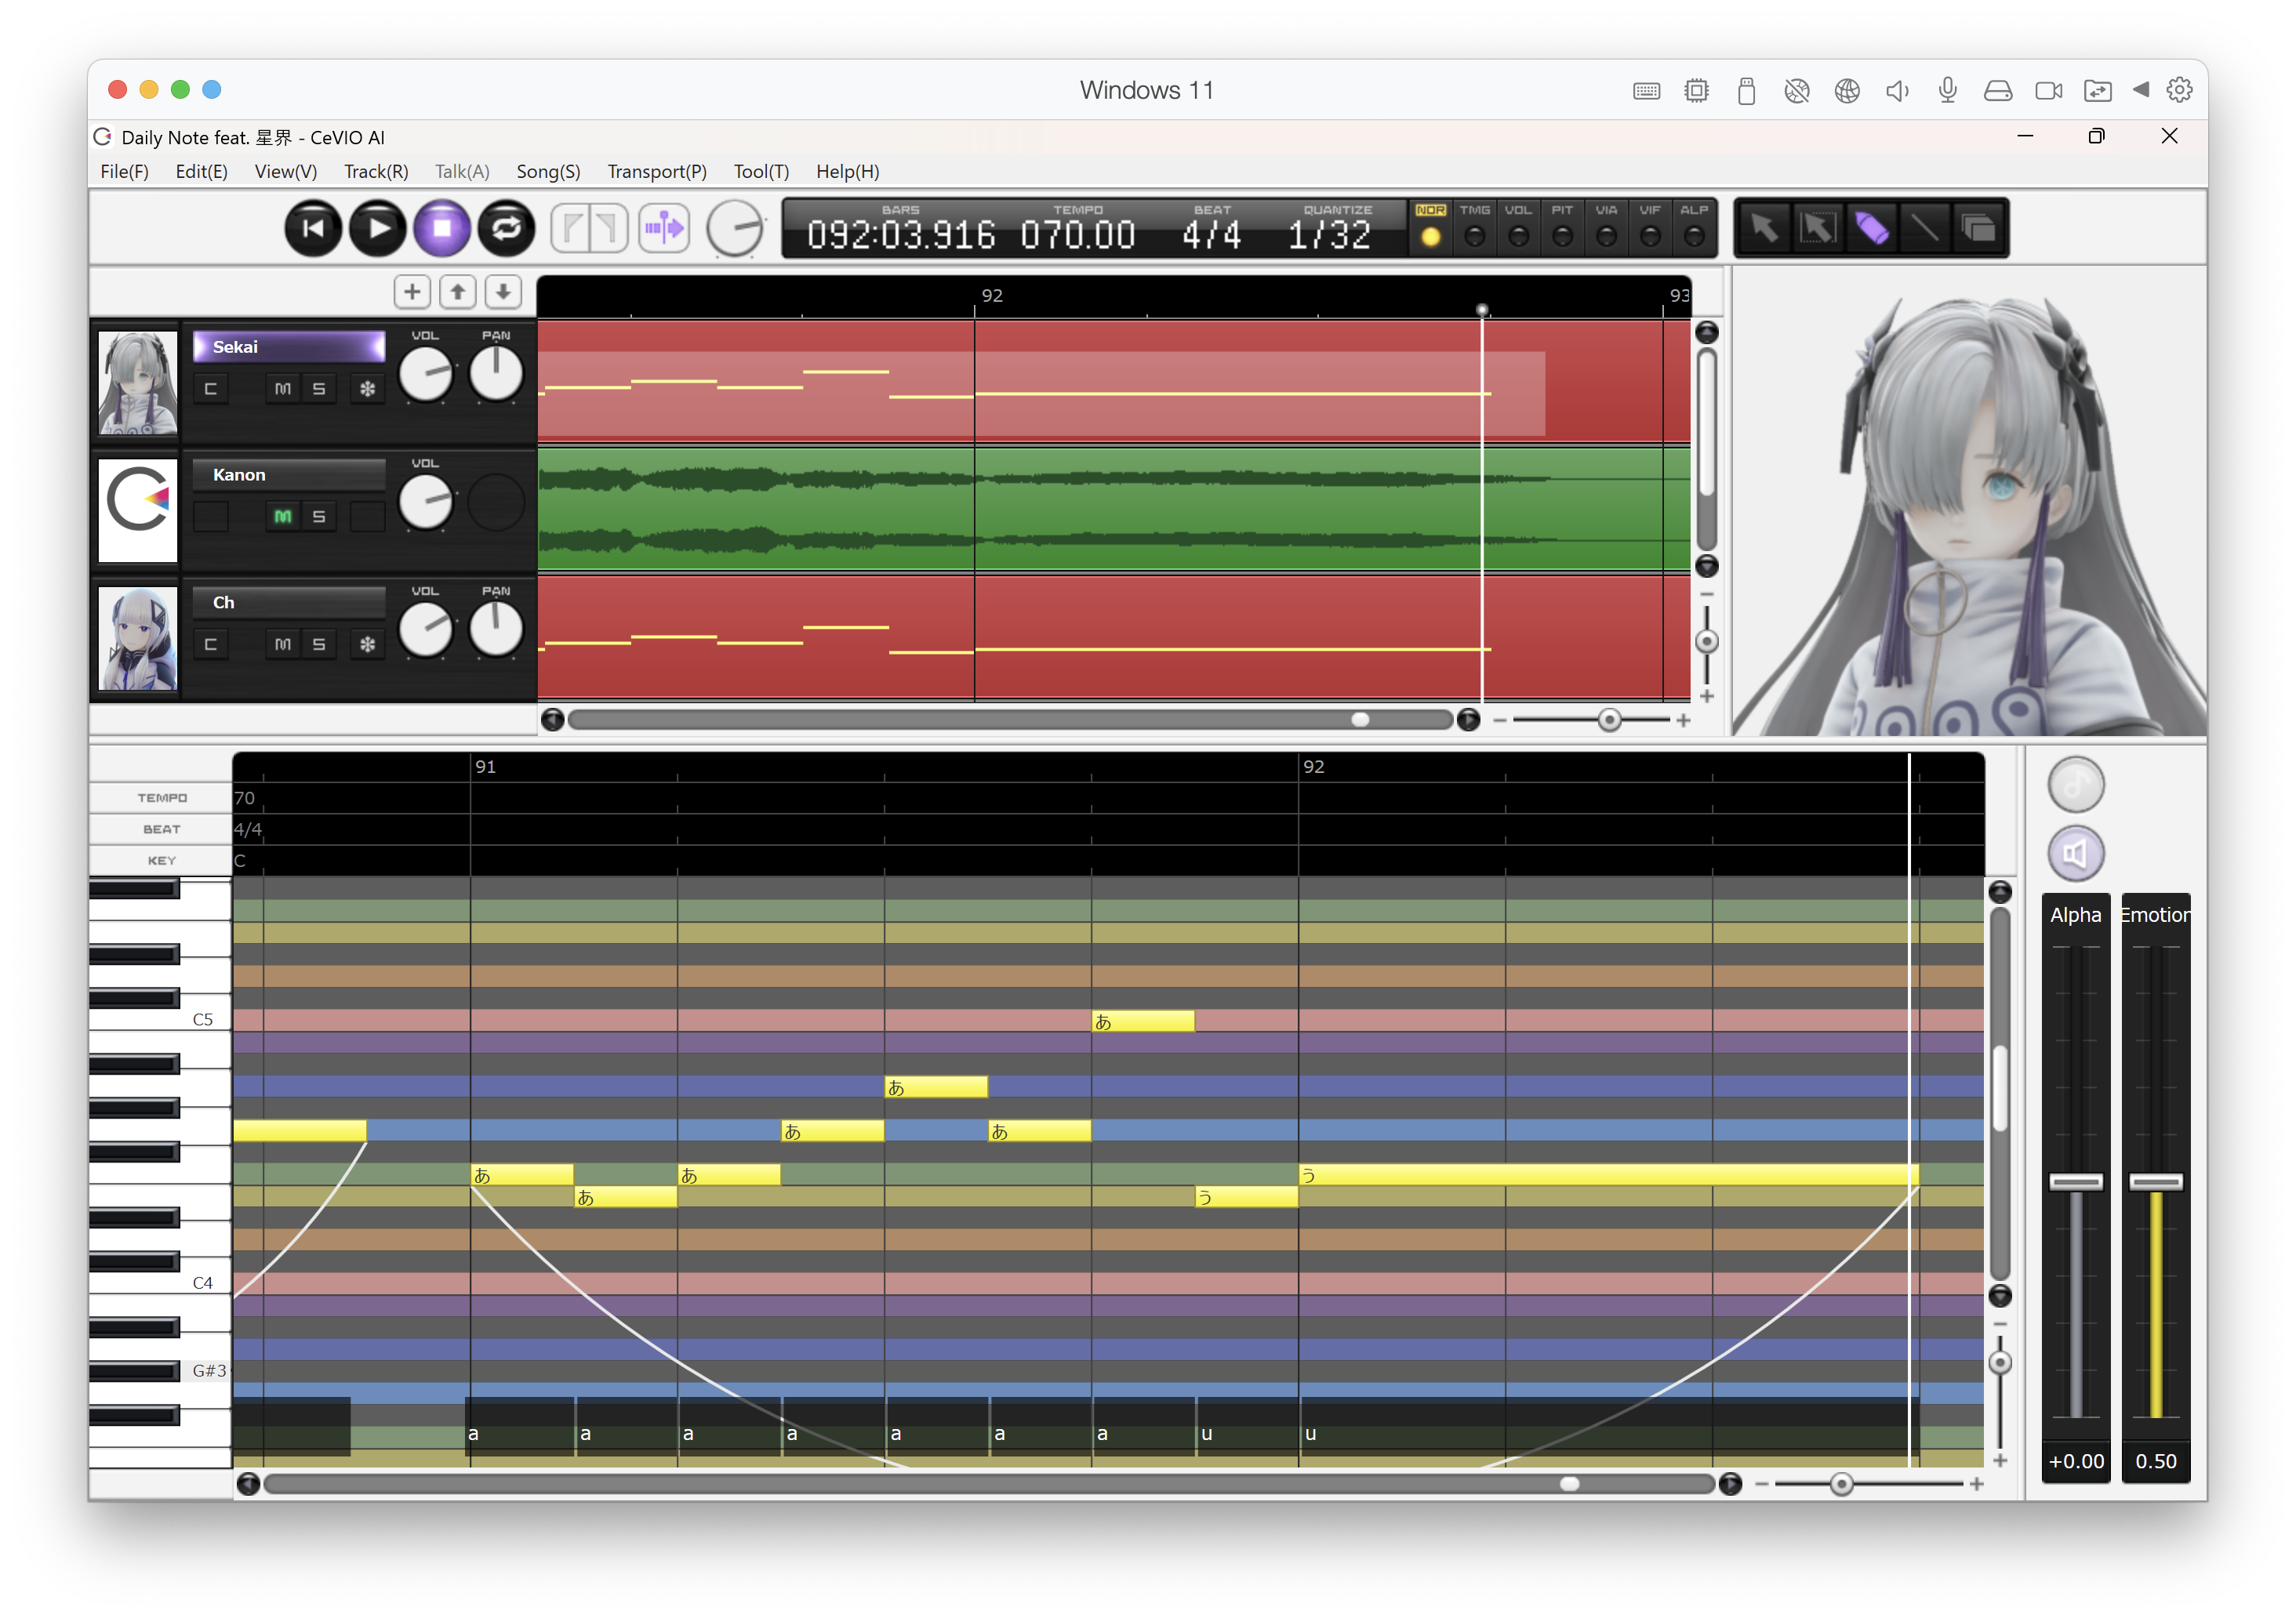 Windows 11
Daily Note feat. 星界 - CeVIO AI
File(F) Edit(E) View(V) Track(R) Talk(A) Song(S) Transport(P) Tool(T) Help(H)
BARS TEMPO BEAT QUANTIZE NOR TMG VOL PIT VIA VIF ALP
092:03.916 070.00 4/4 1/32
92 93
Sekai VOL PAN
C M S
Kanon VOL
M S
Ch VOL PAN
C M S
91 92
TEMPO 70
BEAT 4/4
KEY C
Alpha Emotion
C5
あ
あ
あ あ
あ あ う
あ う
C4
G#3
a a a a a a a u u
+0.00 0.50